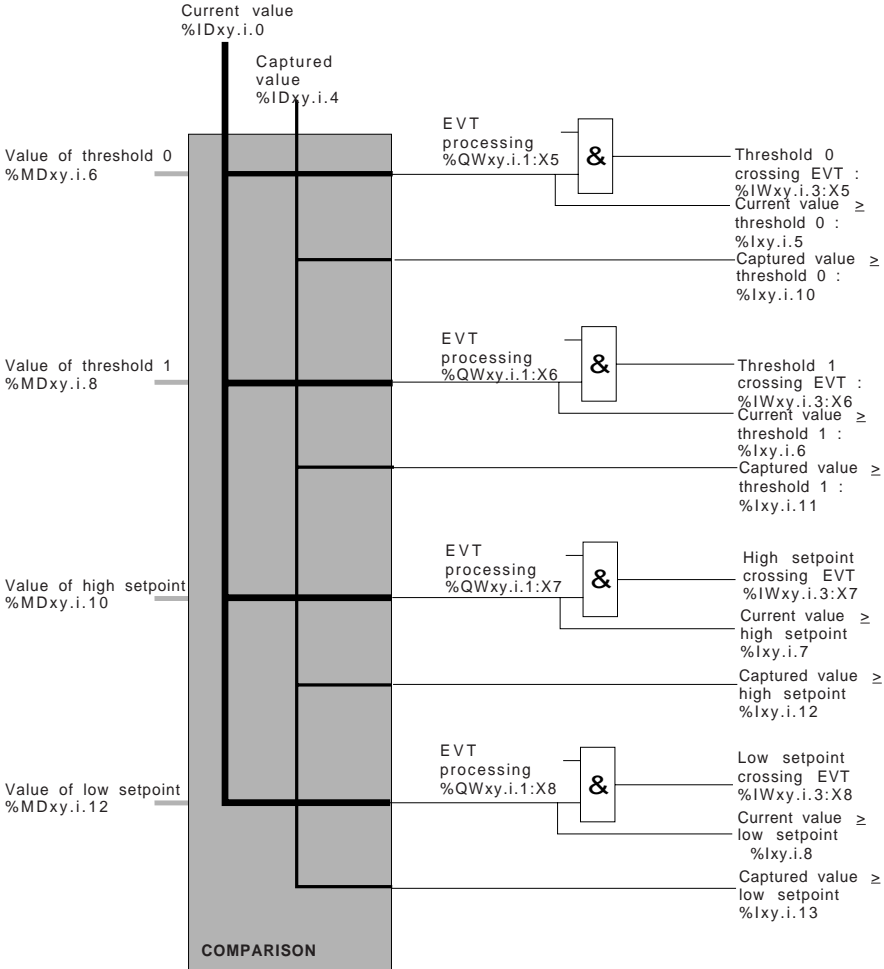 Current value
%IDxy.i.0
Captured
value
%IDxy.i.4
Value of threshold 0
%MDxy.i.6
EVT
processing
%QWxy.i.1:X5
&
Threshold 0
crossing EVT :
%IWxy.i.3:X5
Current value ≥
threshold 0 :
%Ixy.i.5
Captured value ≥
threshold 0 :
%Ixy.i.10
Value of threshold 1
%MDxy.i.8
EVT
processing
%QWxy.i.1:X6
&
Threshold 1
crossing EVT :
%IWxy.i.3:X6
Current value ≥
threshold 1 :
%Ixy.i.6
Captured value ≥
threshold 1 :
%Ixy.i.11
Value of high setpoint
%MDxy.i.10
EVT
processing
%QWxy.i.1:X7
&
High setpoint
crossing EVT
%IWxy.i.3:X7
Current value ≥
high setpoint
%Ixy.i.7
Captured value ≥
high setpoint
%Ixy.i.12
Value of low setpoint
%MDxy.i.12
EVT
processing
%QWxy.i.1:X8
&
Low setpoint
crossing EVT
%IWxy.i.3:X8
Current value ≥
low setpoint
%Ixy.i.8
Captured value ≥
low setpoint
%Ixy.i.13
COMPARISON